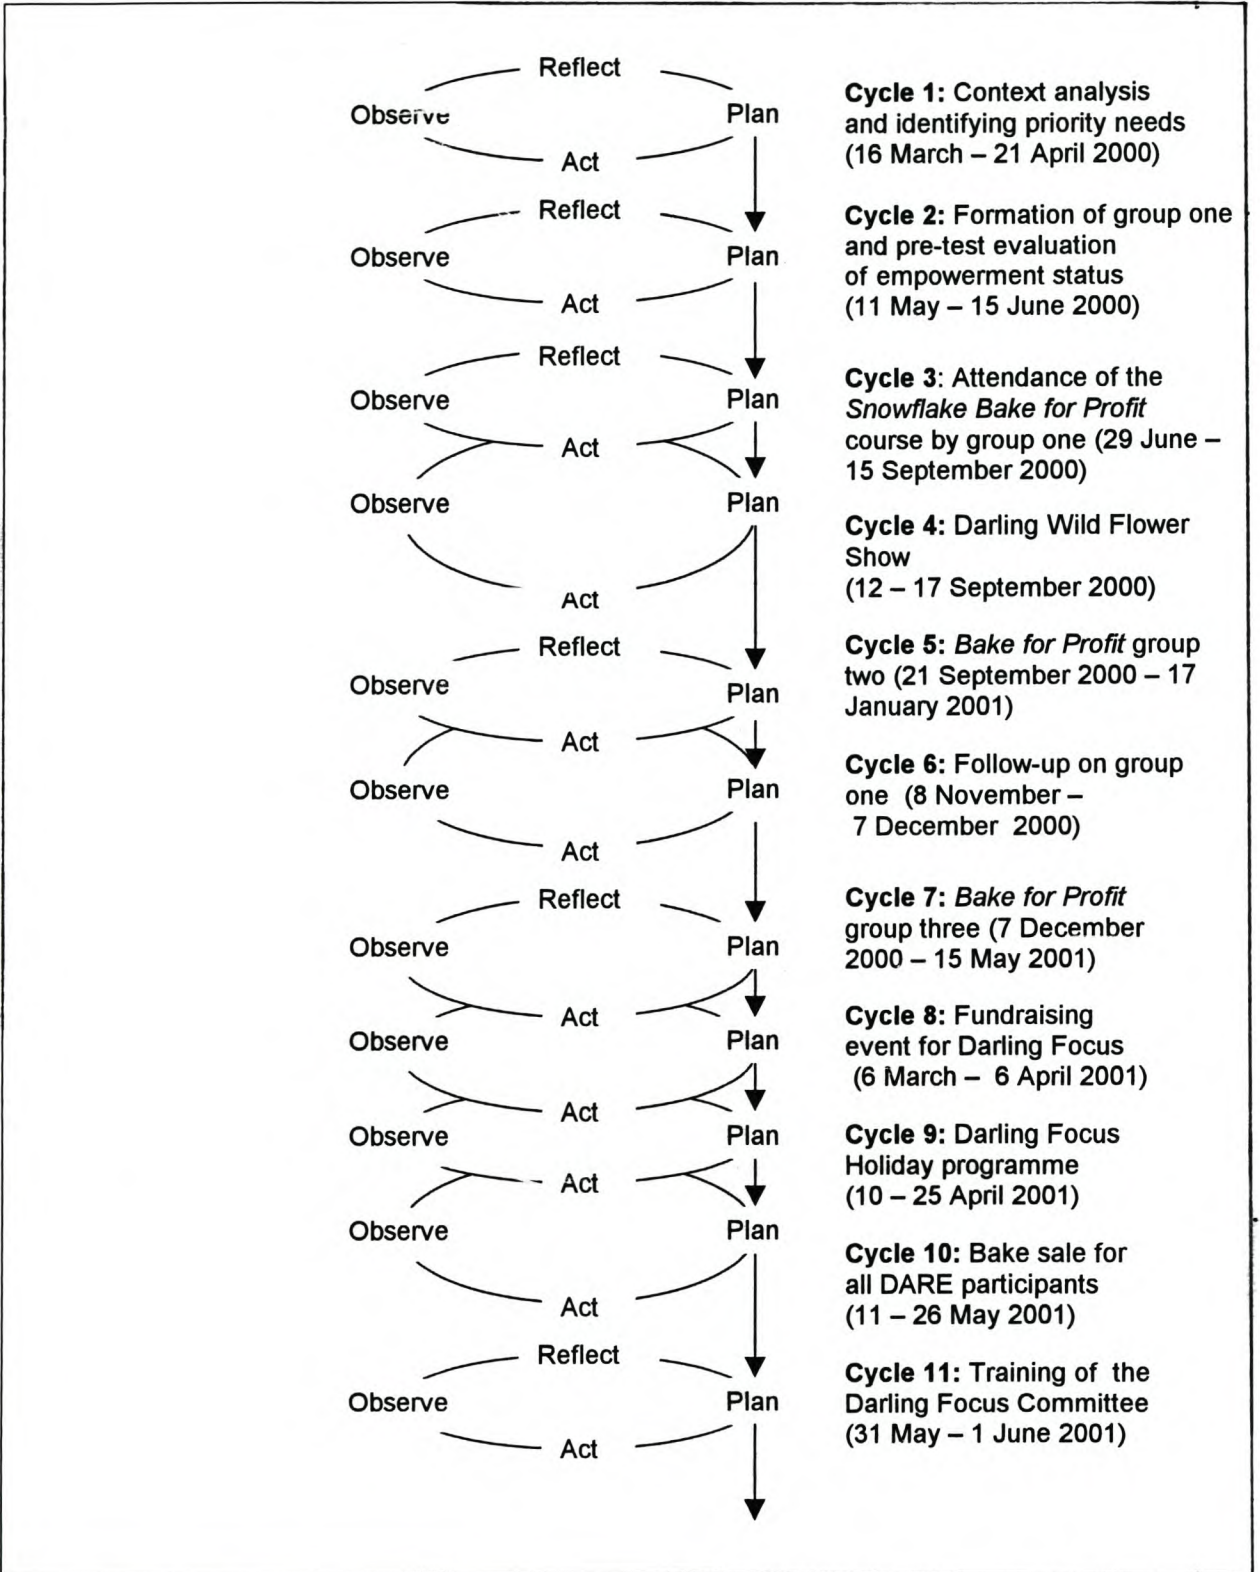 Reflect
Observe
Plan
Act
Cycle 1: Context analysis
and identifying priority needs
(16 March – 21 April 2000)
Reflect
Observe
Plan
Act
Cycle 2: Formation of group one
and pre-test evaluation
of empowerment status
(11 May – 15 June 2000)
Reflect
Observe
Plan
Act
Cycle 3: Attendance of the
Snowflake Bake for Profit
course by group one (29 June –
15 September 2000)
Observe
Plan
Act
Cycle 4: Darling Wild Flower
Show
(12 – 17 September 2000)
Reflect
Observe
Plan
Act
Cycle 5: Bake for Profit group
two (21 September 2000 – 17
January 2001)
Observe
Plan
Act
Cycle 6: Follow-up on group
one (8 November –
7 December 2000)
Reflect
Observe
Plan
Act
Cycle 7: Bake for Profit
group three (7 December
2000 – 15 May 2001)
Observe
Plan
Act
Cycle 8: Fundraising
event for Darling Focus
(6 March – 6 April 2001)
Observe
Plan
Act
Cycle 9: Darling Focus
Holiday programme
(10 – 25 April 2001)
Observe
Plan
Act
Cycle 10: Bake sale for
all DARE participants
(11 – 26 May 2001)
Reflect
Observe
Plan
Act
Cycle 11: Training of the
Darling Focus Committee
(31 May – 1 June 2001)